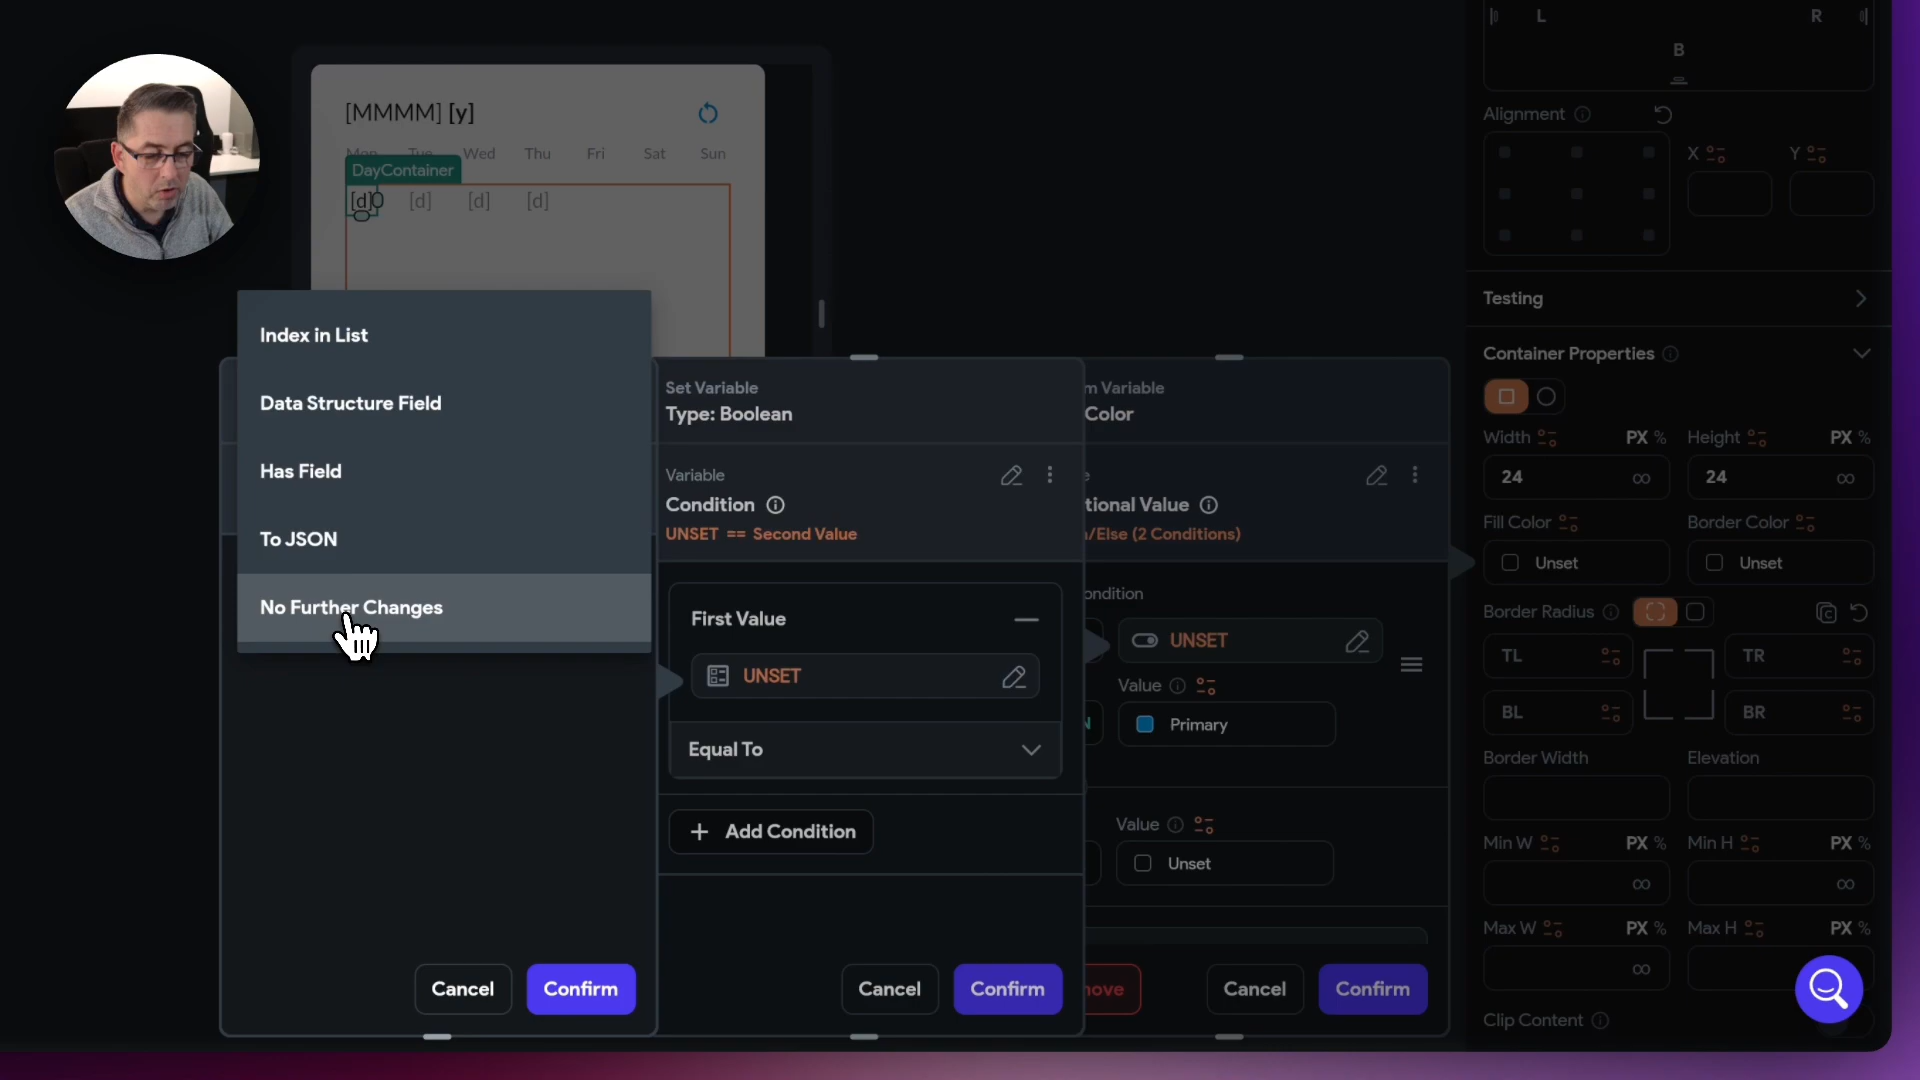 [MMMM] [y]
Mon Tue Wed Thu Fri Sat Sun
DayContainer
[d] [d] [d] [d]
Index in List
Data Structure Field
Has Field
To JSON
No Further Changes
Cancel
Confirm
Set Variable
Type: Boolean
Variable
Condition
UNSET == Second Value
First Value
UNSET
Equal To
Add Condition
Cancel
Confirm
m Variable
Color
tional Value
/Else (2 Conditions)
ondition
UNSET
Value
Primary
Value
Unset
ove
Cancel
Confirm
L R
B
Alignment
X Y
Testing
Container Properties
Width PX % Height PX %
24 24
Fill Color Border Color
Unset Unset
Border Radius
TL TR
BL BR
Border Width Elevation
Min W PX % Min H PX %
Max W PX % Max H PX %
Clip Content